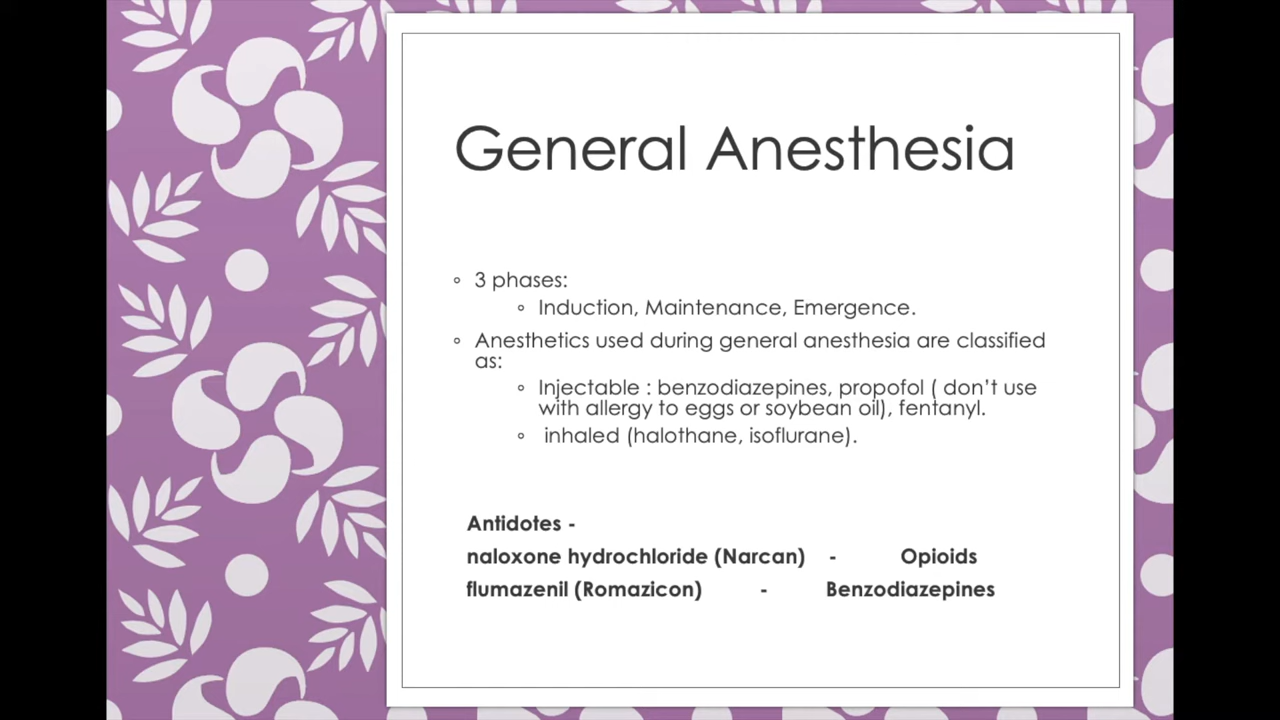 General Anesthesia
◦ 3 phases:
◦ Induction, Maintenance, Emergence.
◦ Anesthetics used during general anesthesia are classified
as:
◦ Injectable : benzodiazepines, propofol ( don’t use
with allergy to eggs or soybean oil), fentanyl.
◦ inhaled (halothane, isoflurane).
Antidotes -
naloxone hydrochloride (Narcan) - Opioids
flumazenil (Romazicon) - Benzodiazepines